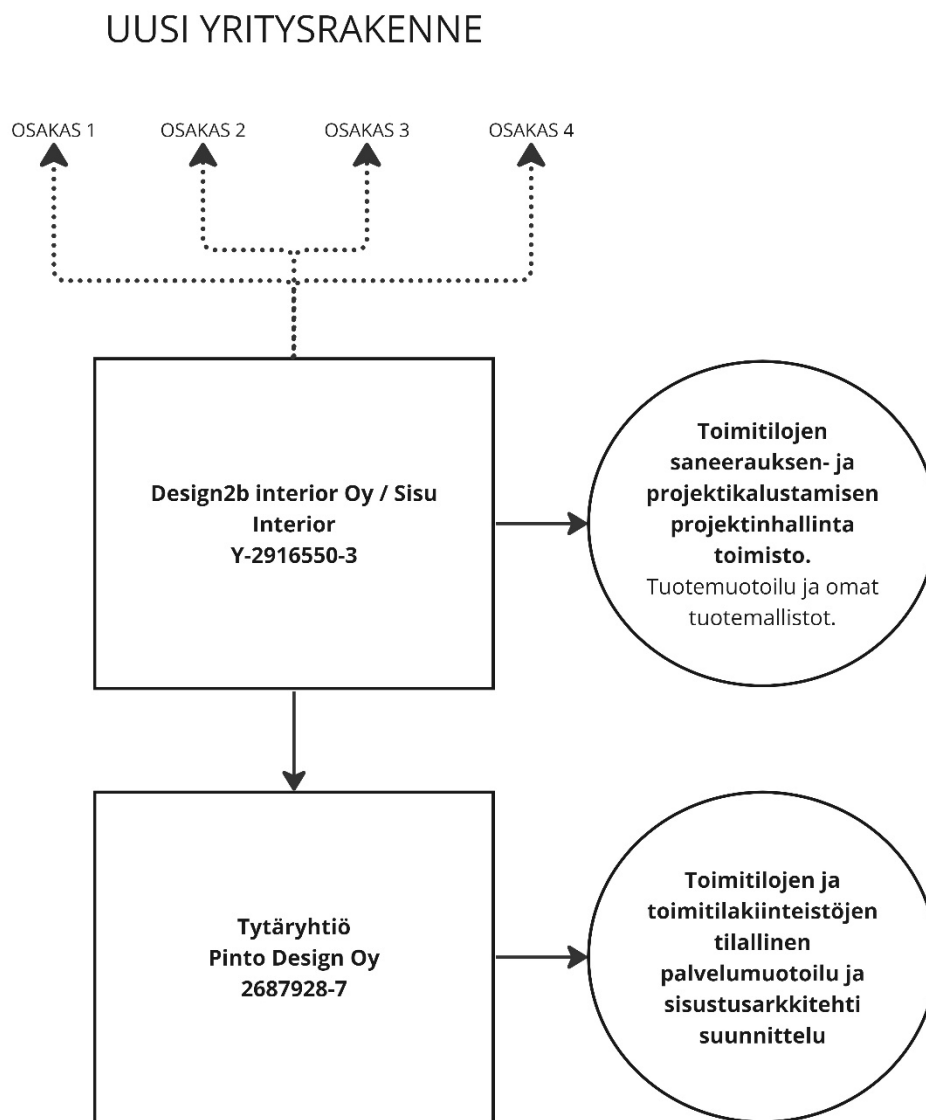 UUSI YRITYSRAKENNE
OSAKAS 1
OSAKAS 2
OSAKAS 3
OSAKAS 4
Design2b interior Oy / Sisu
Interior
Y-2916550-3
Toimitilojen
saneerauksen- ja
projektikalustamisen
projektinhallinta
toimisto.
Tuotemuotoilu ja omat
tuotemallistot.
Tytäryhtiö
Pinto Design Oy
2687928-7
Toimitilojen ja
toimitilakiinteistöjen
tilallinen
palvelumuotoilu ja
sisustusarkkitehti
suunnittelu